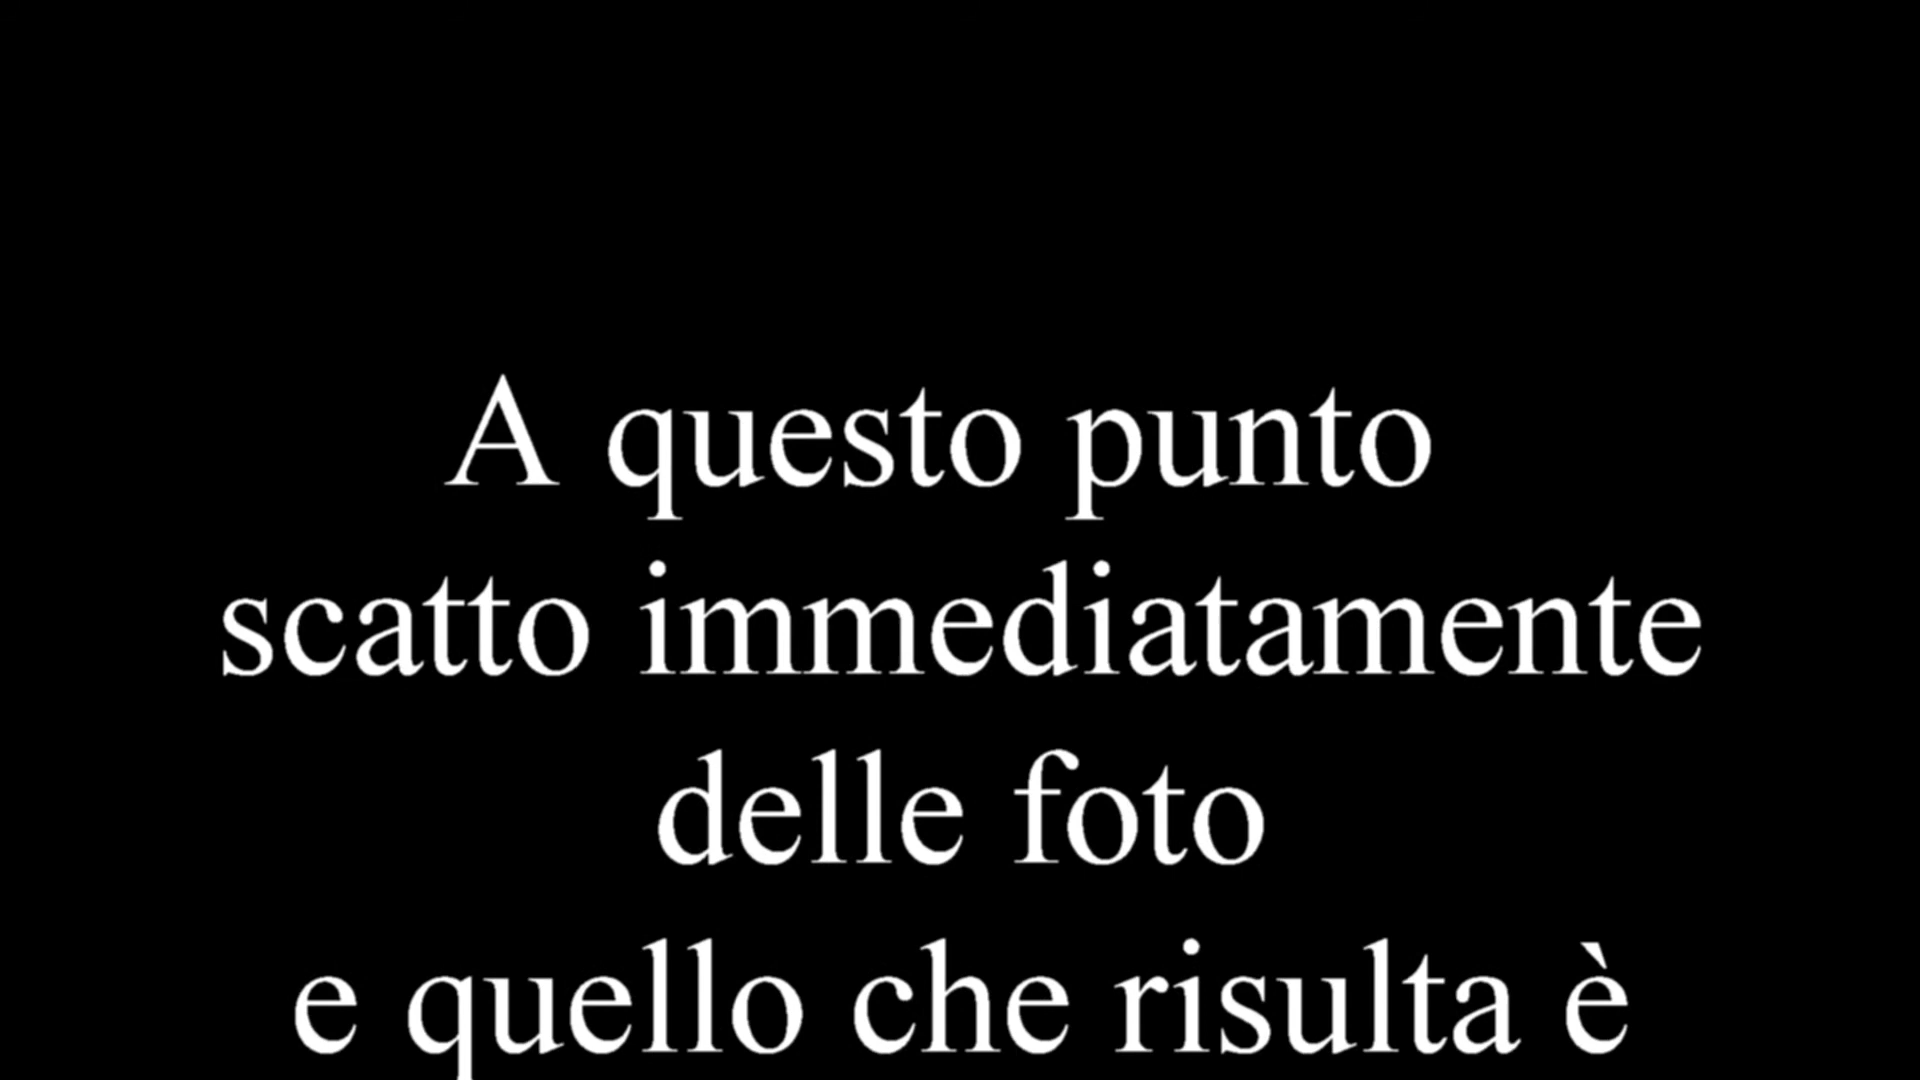 A questo punto
scatto immediatamente
delle foto
e quello che risulta è